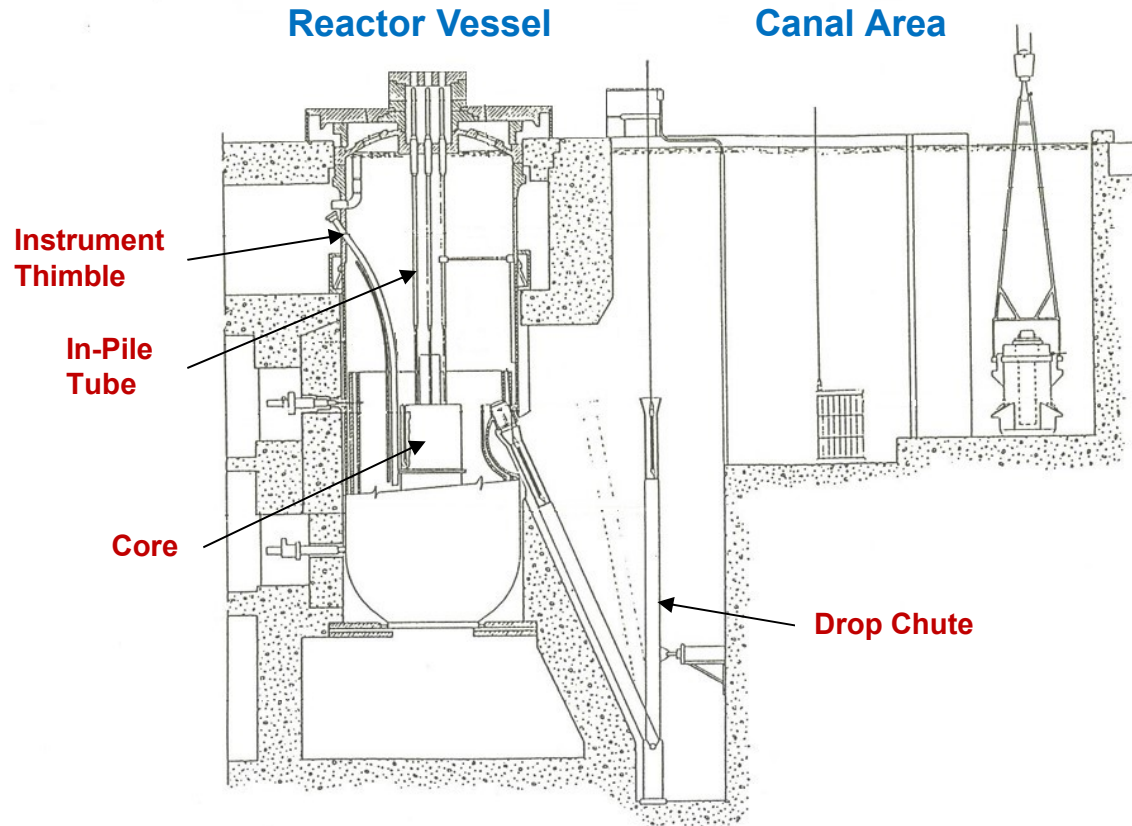 Reactor Vessel
Canal Area
Instrument
Thimble
In-Pile
Tube
Core
Drop Chute